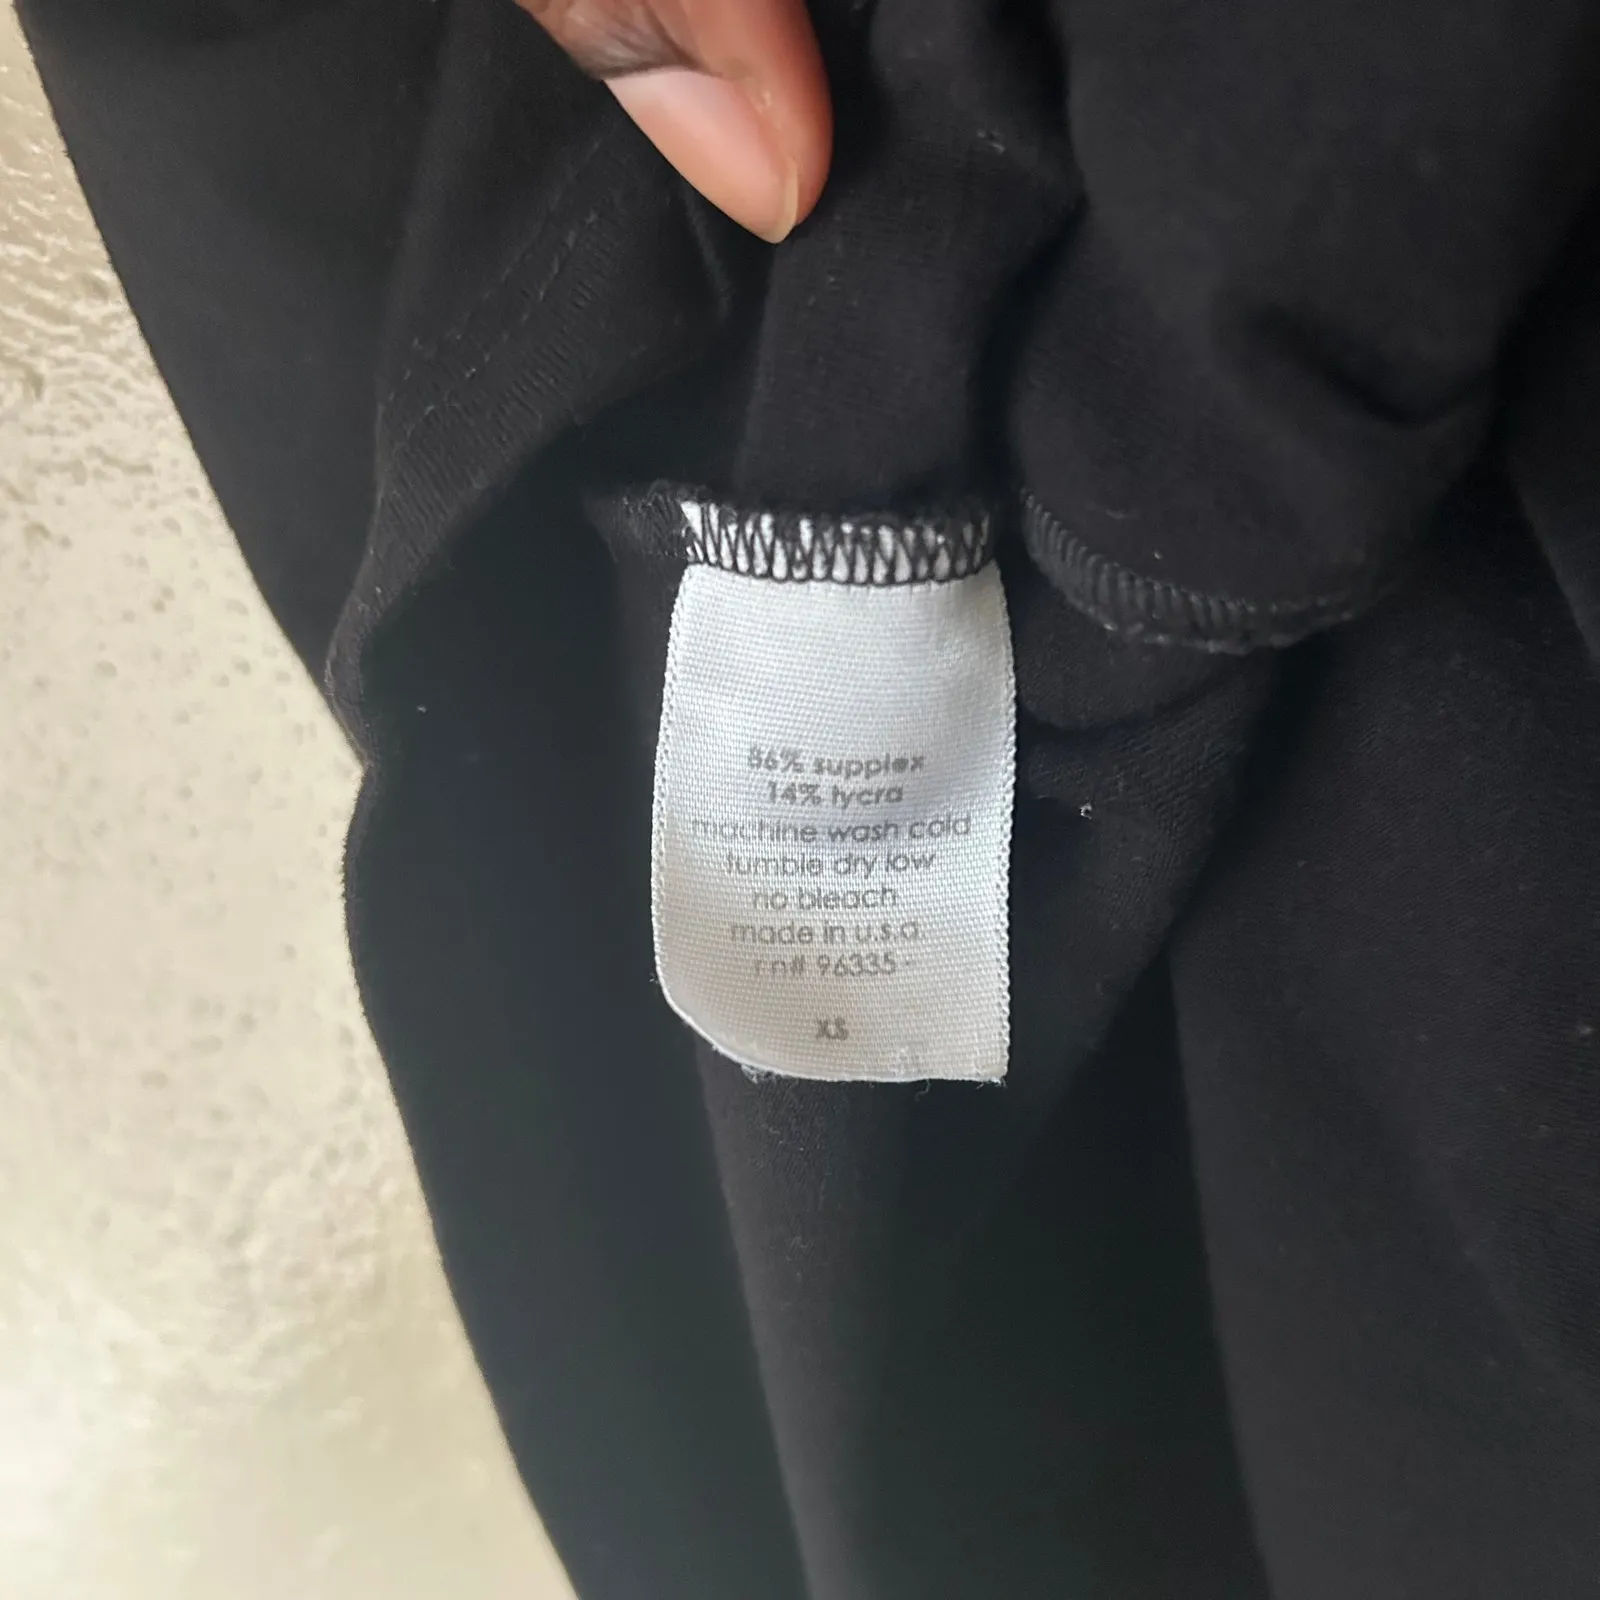 86% supplex
14% lycra
machine wash cold
tumble dry low
no bleach
made in u.s.a.
rn# 96335
XS